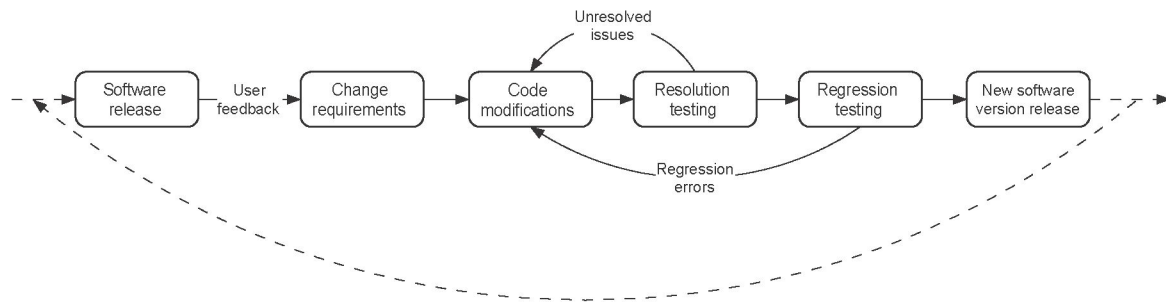 Unresolved
issues
Software
release
User
feedback
Change
requirements
Code
modifications
Resolution
testing
Regression
testing
New software
version release
Regression
errors